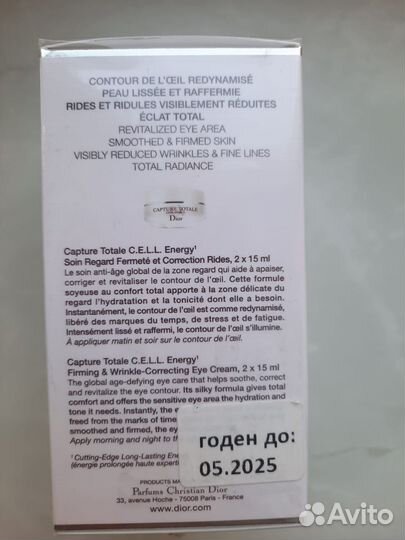 CONTOUR DE L'ŒIL REDYNAMISÉ
PEAU LISSÉE ET RAFFERMIE
RIDES ET RIDULES VISIBLEMENT RÉDUITES
ÉCLAT TOTAL
REVITALIZED EYE AREA
SMOOTHED & FIRMED SKIN
VISIBLY REDUCED WRINKLES & FINE LINES
TOTAL RADIANCE
CAPTURE TOTALE
Dior
Capture Totale C.E.L.L. Energy¹
Soin Regard Fermeté et Correction Rides, 2 x 15 ml
Le soin anti-âge global de la zone regard qui aide à apaiser,
corriger et revitaliser le contour de l'œil. Cette formule
soyeuse au confort total apporte à la zone délicate du
regard l'hydratation et la tonicité dont elle a besoin.
Instantanément, le contour de l'œil est comme redynamisé,
libéré des marques du temps, de stress et de fatigue.
Intensément lissé et raffermi, le contour de l'œil s'illumine.
À appliquer matin et soir sur le contour de l'œil.
Capture Totale C.E.L.L. Energy¹
Firming & Wrinkle-Correcting Eye Cream, 2 x 15 ml
The global age-defying eye care that helps soothe, correct
and revitalize the eye contour. Its silky formula gives total
comfort and offers the sensitive eye area the hydration and
tone it needs. Instantly, the e
freed from the marks of time
smoothed and firmed, the eye
Apply morning and night to th
¹ Cutting-Edge Long-Lasting Ene
(énergie prolongée haute expertis
годен до:
05.2025
PRODUCTS MA
Parfums Christian Dior
33, avenue Hoche - 75008 Paris - France
www.dior.com
Avito